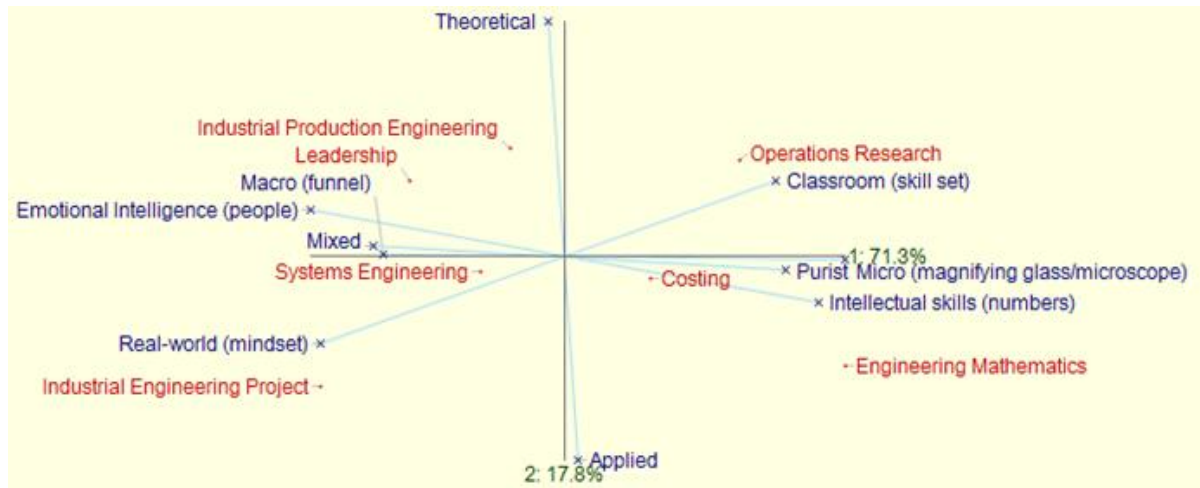 Theoretical
Industrial Production Engineering
Leadership
Operations Research
Macro (funnel)
Classroom (skill set)
Emotional Intelligence (people)
Mixed
1: 71.3%
Systems Engineering
Costing
Purist Micro (magnifying glass/microscope)
Intellectual skills (numbers)
Real-world (mindset)
Engineering Mathematics
Industrial Engineering Project
Applied
2: 17.8%